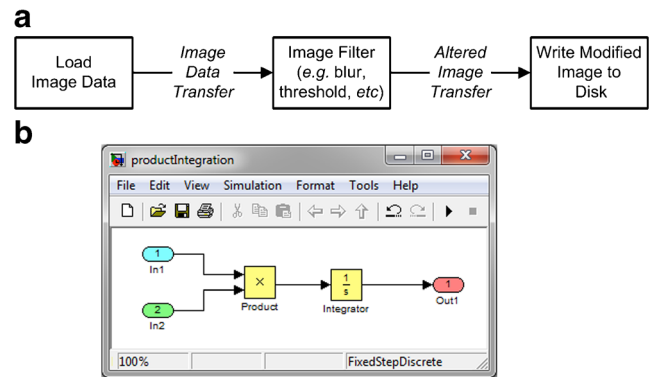 a
Load
Image Data
Image
Data
Transfer
Image Filter
(e.g. blur,
threshold, etc)
Altered
Image
Transfer
Write Modified
Image to
Disk
b
productIntegration
File Edit View Simulation Format Tools Help
1
In1
2
In2
×
Product
1
s
Integrator
1
Out1
100% FixedStepDiscrete